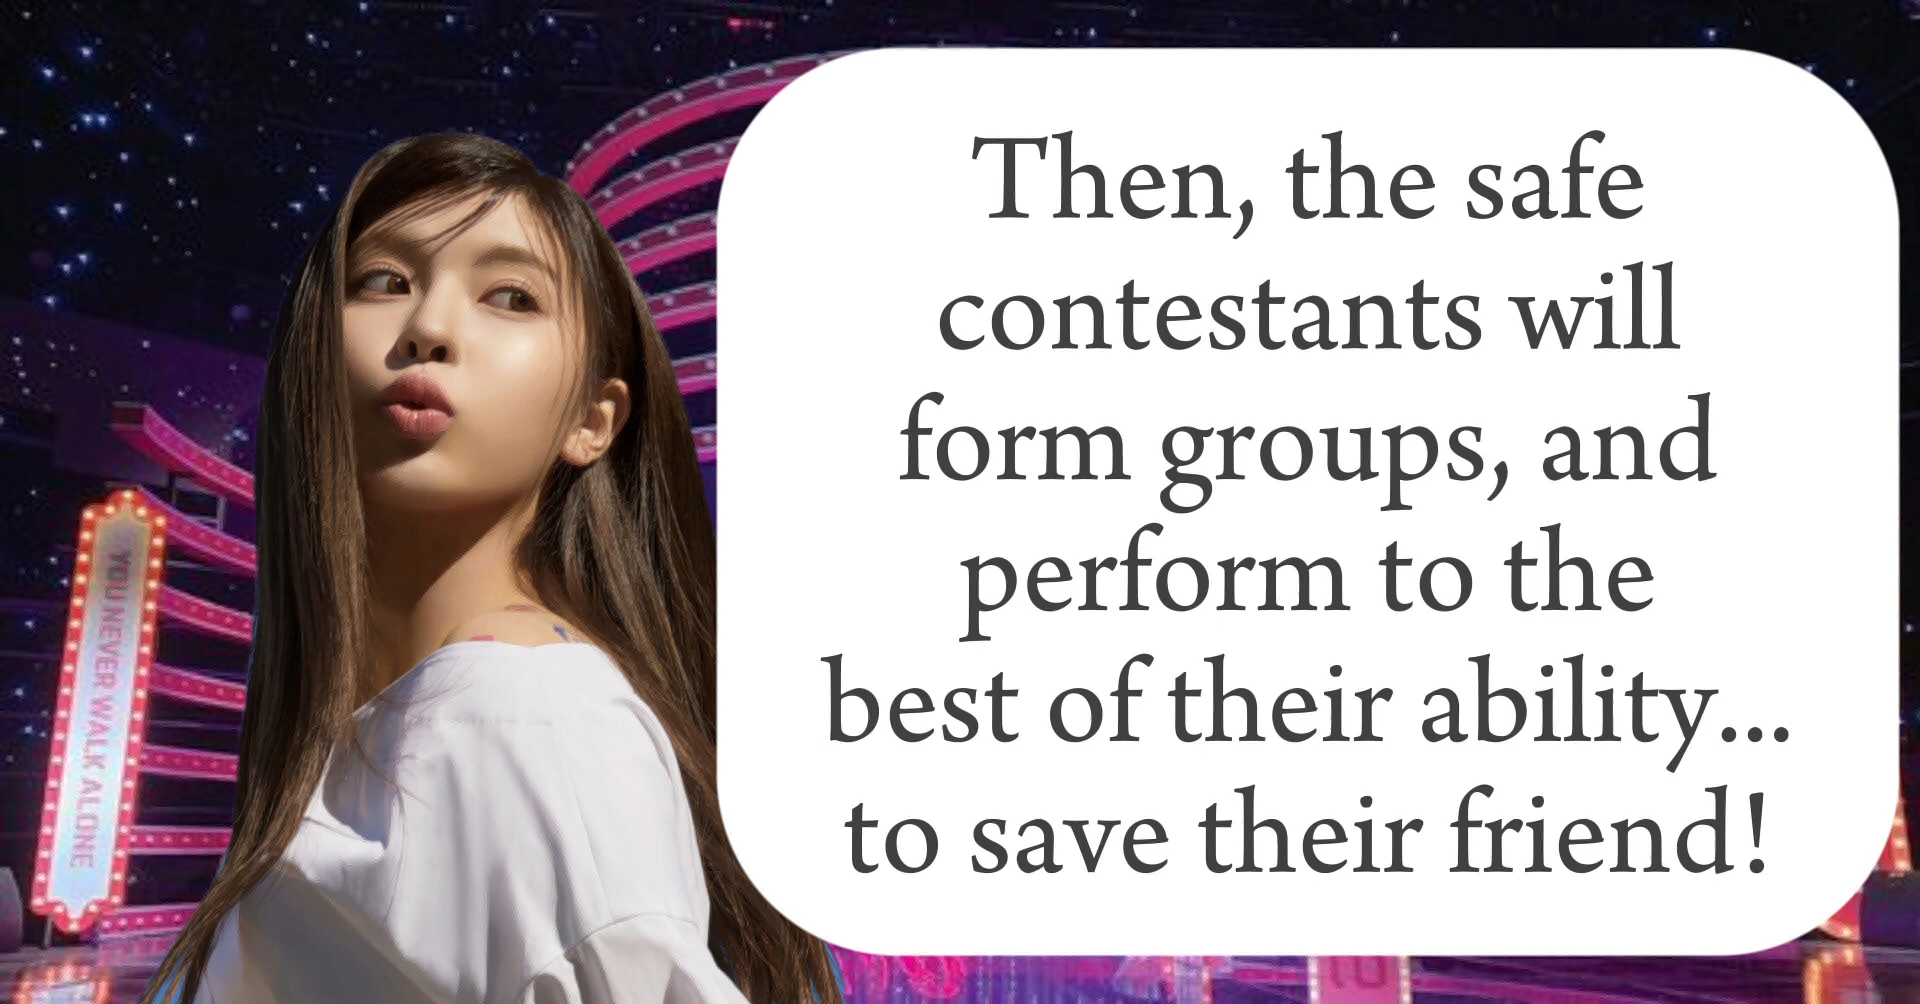 Then, the safe
contestants will
form groups, and
perform to the
best of their ability...
to save their friend!
YOU NEVER WALK ALONE